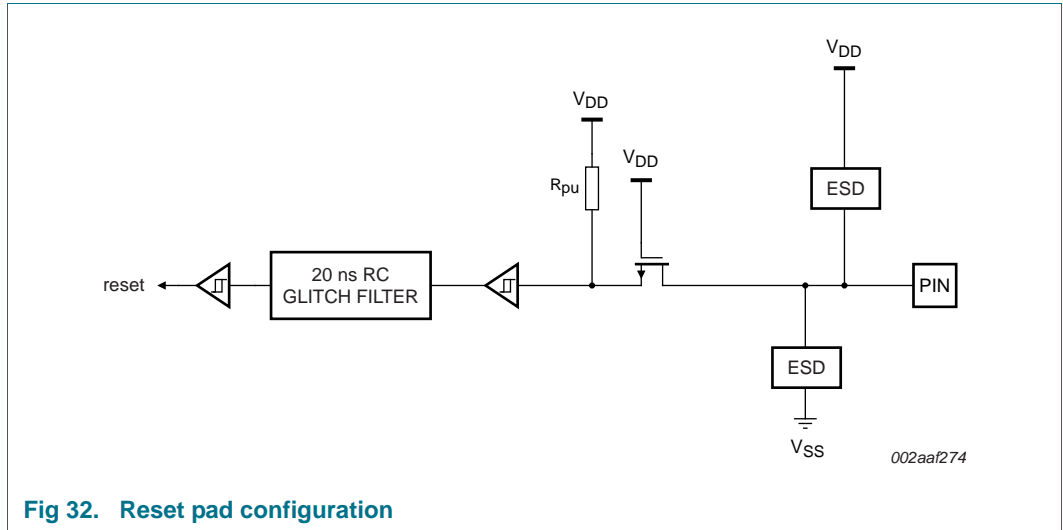 VDD
VDD
VDD
Rpu
ESD
reset
20 ns RC
GLITCH FILTER
PIN
ESD
VSS
002aaf274
Fig 32. Reset pad configuration